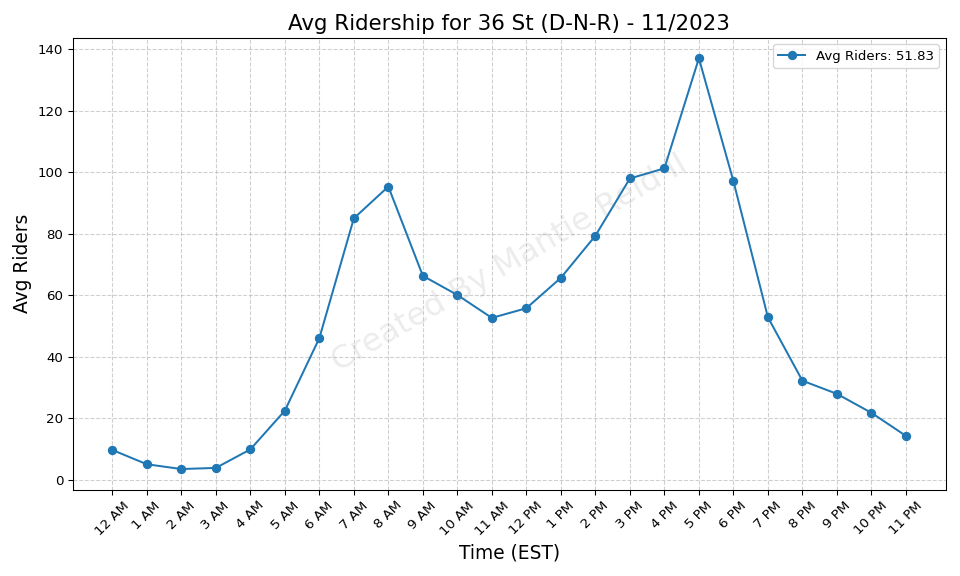 Avg Ridership for 36 St (D-N-R) - 11/2023
Avg Riders: 51.83
Avg Riders
140
120
100
80
60
40
20
0
Created By Mantie Reid II
12 AM
1 AM
2 AM
3 AM
4 AM
5 AM
6 AM
7 AM
8 AM
9 AM
10 AM
11 AM
12 PM
1 PM
2 PM
3 PM
4 PM
5 PM
6 PM
7 PM
8 PM
9 PM
10 PM
11 PM
Time (EST)